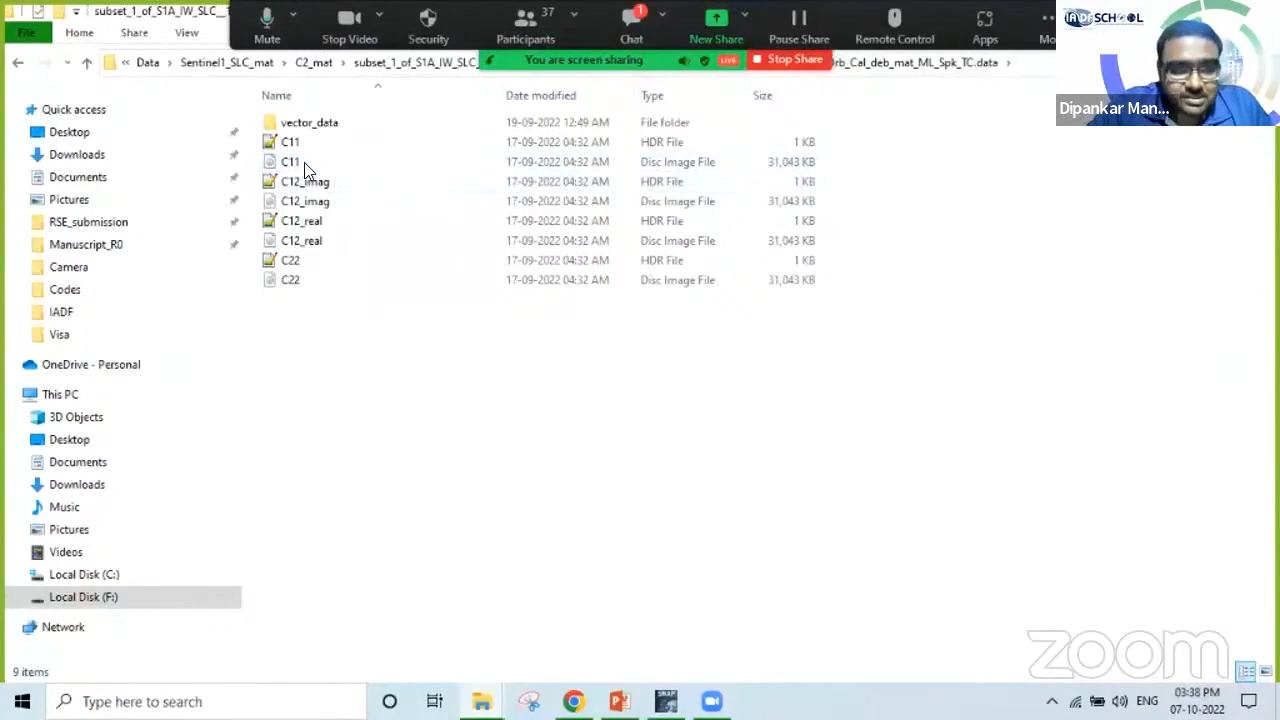 subset_1_of_S1A_IW_SLC__1
File Home Share View
Mute Stop Video Security Participants 37 Chat 1 New Share Pause Share Remote Control Apps Mo
You are screen sharing LIVE Stop Share
« Data › Sentinel1_SLC_mat › C2_mat › subset_1_of_S1A_IW_SLC_ rb_Cal_deb_mat_ML_Spk_TC.data ›
IADFSCHOOL
Dipankar Man...
Name Date modified Type Size
vector_data 19-09-2022 12:49 AM File folder
C11 17-09-2022 04:32 AM HDR File 1 KB
C11 17-09-2022 04:32 AM Disc Image File 31,043 KB
C12_imag 17-09-2022 04:32 AM HDR File 1 KB
C12_imag 17-09-2022 04:32 AM Disc Image File 31,043 KB
C12_real 17-09-2022 04:32 AM HDR File 1 KB
C12_real 17-09-2022 04:32 AM Disc Image File 31,043 KB
C22 17-09-2022 04:32 AM HDR File 1 KB
C22 17-09-2022 04:32 AM Disc Image File 31,043 KB
Quick access
Desktop
Downloads
Documents
Pictures
RSE_submission
Manuscript_R0
Camera
Codes
IADF
Visa
OneDrive - Personal
This PC
3D Objects
Desktop
Documents
Downloads
Music
Pictures
Videos
Local Disk (C:)
Local Disk (F:)
Network
9 items
zoom
Type here to search
SNAP
ENG
03:38 PM
07-10-2022